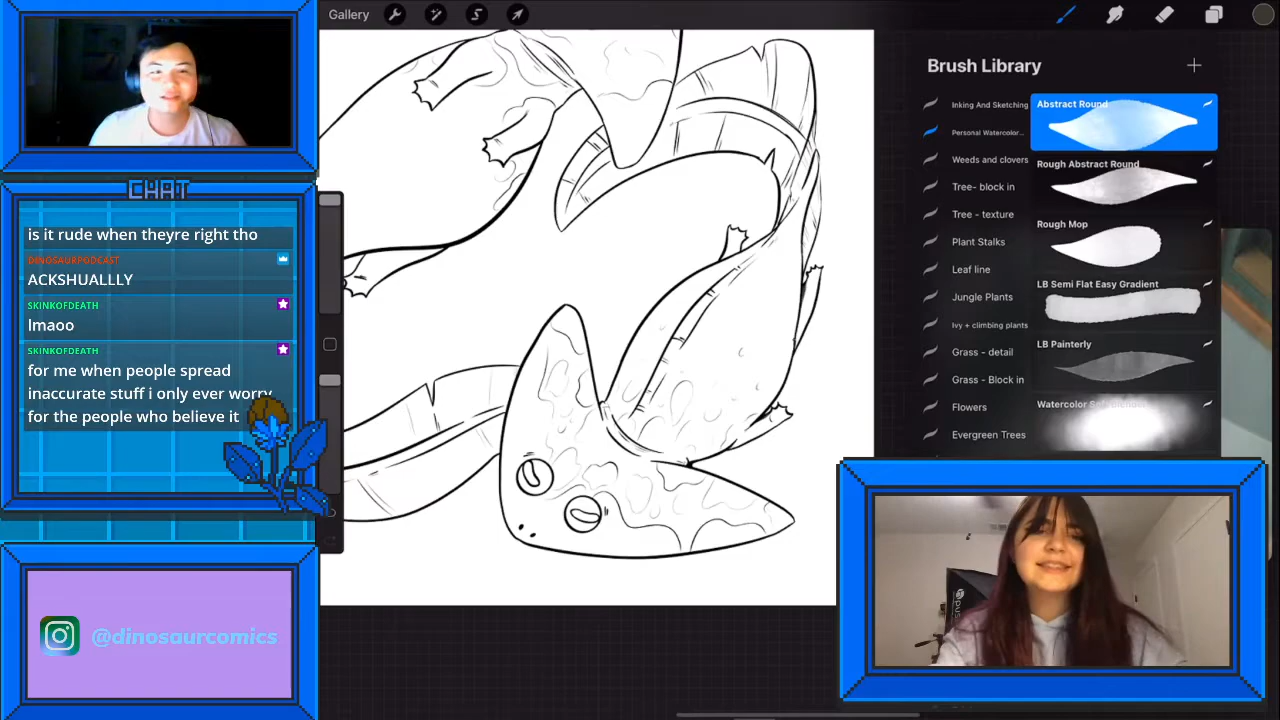 Gallery
CHAT
is it rude when theyre right tho
DINOSAURPODCAST
ACKSHUALLLY
SKINKOFDEATH
lmaoo
SKINKOFDEATH
for me when people spread
inaccurate stuff i only ever worry
for the people who believe it
@dinosaurcomics
Brush Library
Inking And Sketching
Personal Watercolor...
Weeds and clovers
Tree- block in
Tree - texture
Plant Stalks
Leaf line
Jungle Plants
Ivy + climbing plants
Grass - detail
Grass - Block in
Flowers
Evergreen Trees
Abstract Round
Rough Abstract Round
Rough Mop
LB Semi Flat Easy Gradient
LB Painterly
Watercolor